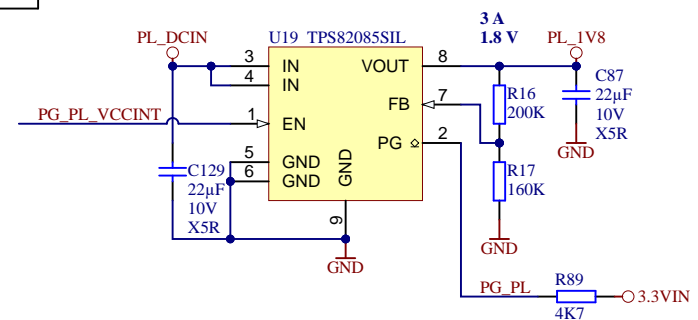 3 A
1.8 V
PL_DCIN
U19 TPS82085SIL
PL_1V8
3 IN
4 IN
VOUT 8
C87
22µF
10V
X5R
GND
R16
200K
FB 7
PG_PL_VCCINT
1 EN
PG 2
5 GND
6 GND
GND
9
C129
22µF
10V
X5R
R17
160K
GND
GND
PG_PL
R89
4K7
3.3VIN